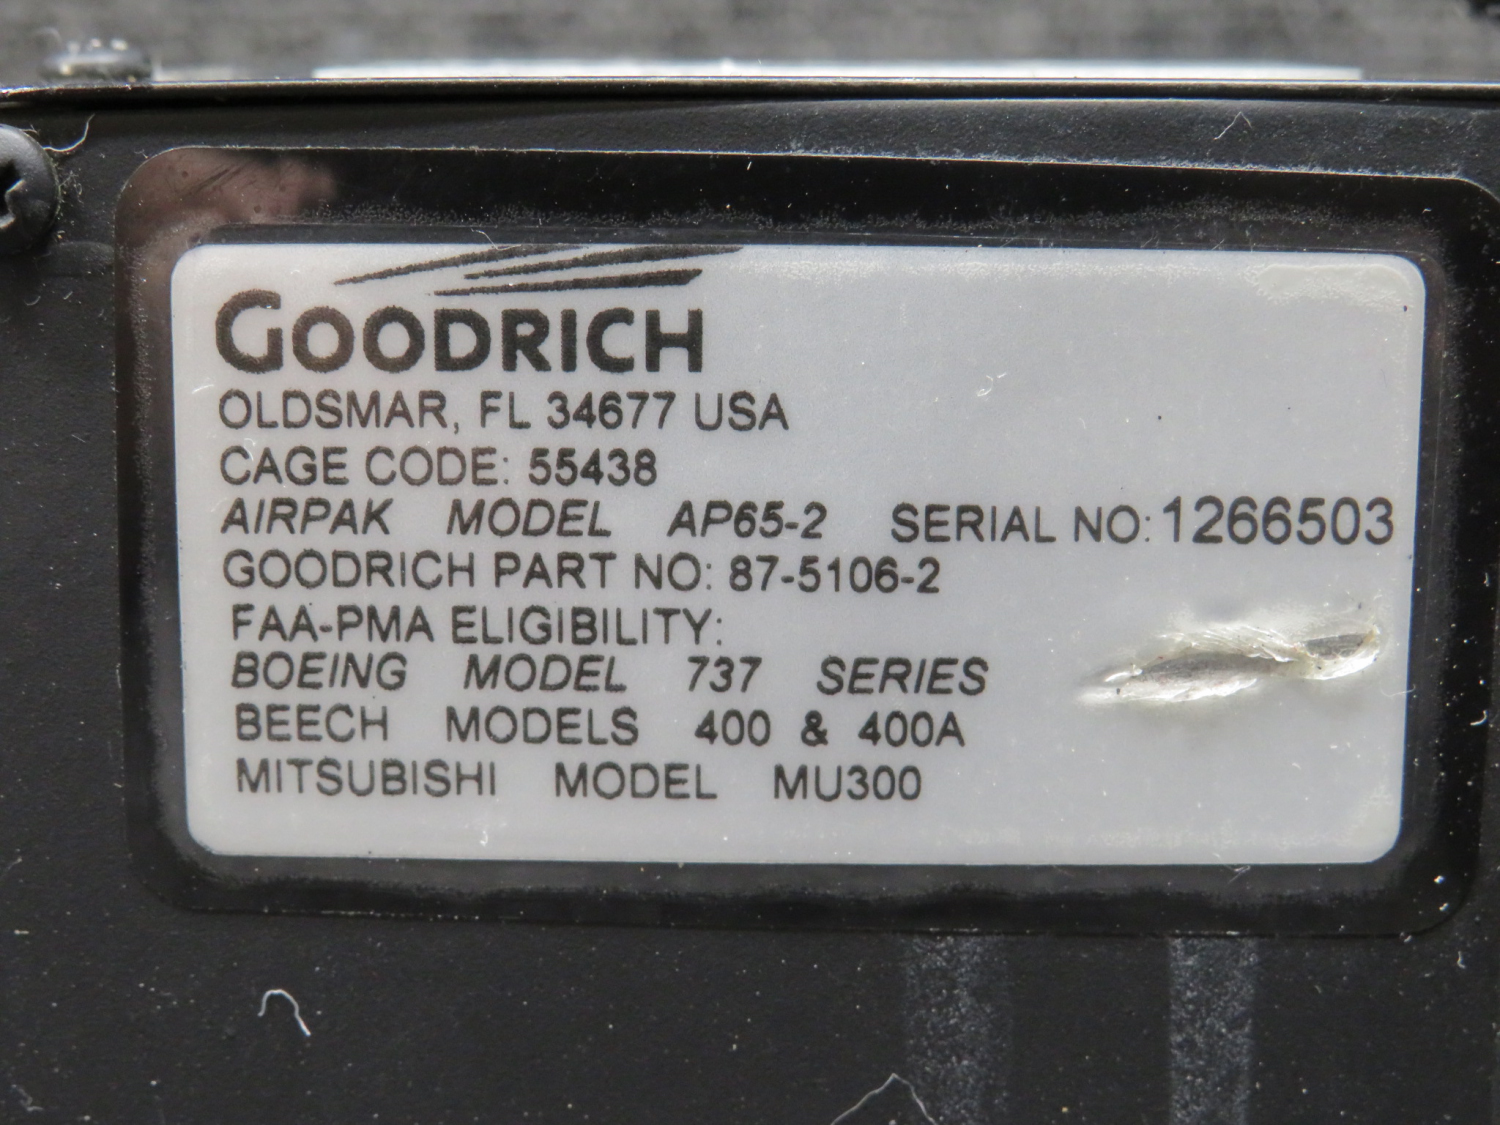 GOODRICH
OLDSMAR, FL 34677 USA
CAGE CODE: 55438
AIRPAK MODEL AP65-2 SERIAL NO: 1266503
GOODRICH PART NO: 87-5106-2
FAA-PMA ELIGIBILITY:
BOEING MODEL 737 SERIES
BEECH MODELS 400 & 400A
MITSUBISHI MODEL MU300